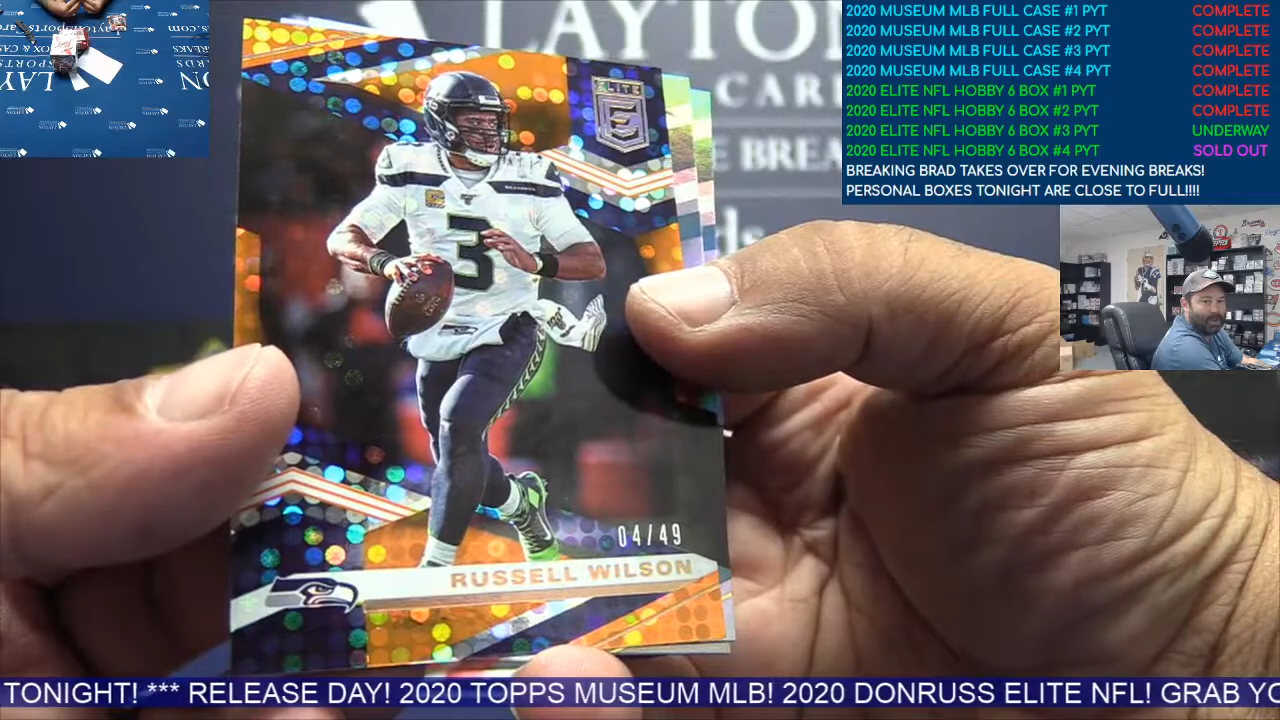 2020 MUSEUM MLB FULL CASE #1 PYT COMPLETE
2020 MUSEUM MLB FULL CASE #2 PYT COMPLETE
2020 MUSEUM MLB FULL CASE #3 PYT COMPLETE
2020 MUSEUM MLB FULL CASE #4 PYT COMPLETE
2020 ELITE NFL HOBBY 6 BOX #1 PYT COMPLETE
2020 ELITE NFL HOBBY 6 BOX #2 PYT COMPLETE
2020 ELITE NFL HOBBY 6 BOX #3 PYT UNDERWAY
2020 ELITE NFL HOBBY 6 BOX #4 PYT SOLD OUT
BREAKING BRAD TAKES OVER FOR EVENING BREAKS!
PERSONAL BOXES TONIGHT ARE CLOSE TO FULL!!!!
LAYTO
CAR
E BREA
ds
ELITE
E
3
04/49
RUSSELL WILSON
TONIGHT! *** RELEASE DAY! 2020 TOPPS MUSEUM MLB! 2020 DONRUSS ELITE NFL! GRAB YO